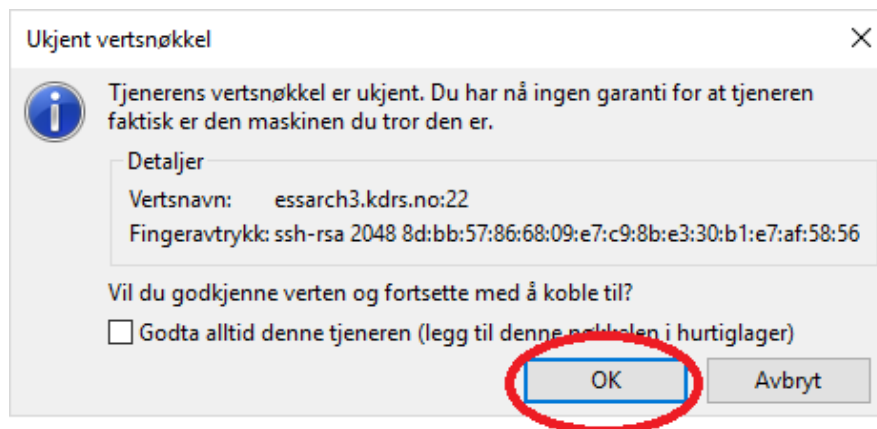 Ukjent vertsnøkkel
Tjenerens vertsnøkkel er ukjent. Du har nå ingen garanti for at tjeneren
faktisk er den maskinen du tror den er.
Detaljer
Vertsnavn: essarch3.kdrs.no:22
Fingeravtrykk: ssh-rsa 2048 8d:bb:57:86:68:09:e7:c9:8b:e3:30:b1:e7:af:58:56
Vil du godkjenne verten og fortsette med å koble til?
Godta alltid denne tjeneren (legg til denne nøkkelen i hurtiglager)
OK Avbryt